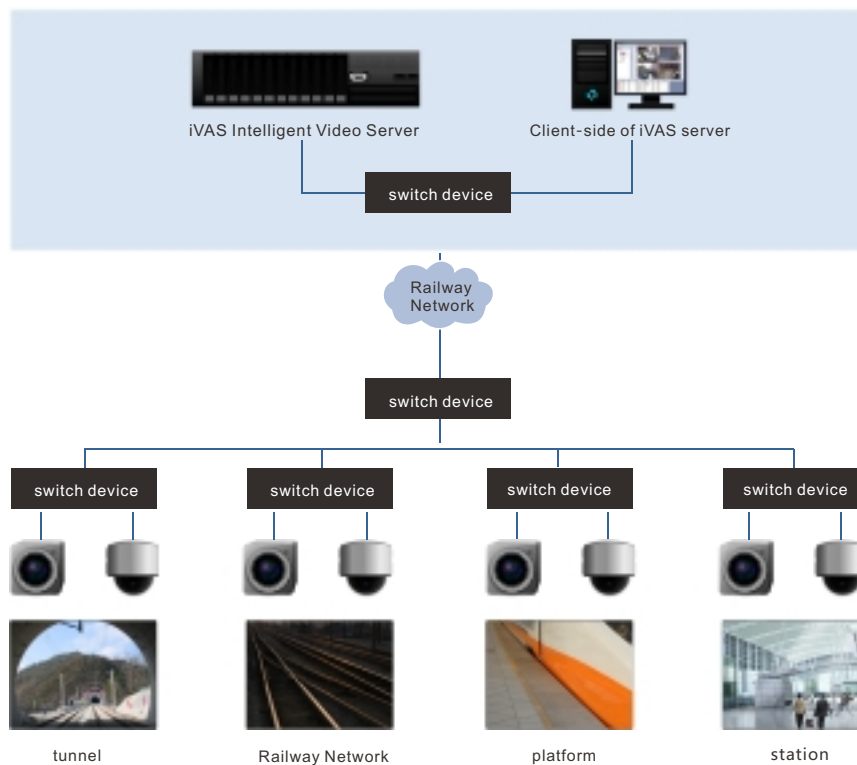 iVAS Intelligent Video Server
Client-side of iVAS server
switch device
Railway
Network
switch device
switch device
switch device
switch device
switch device
tunnel
Railway Network
platform
station